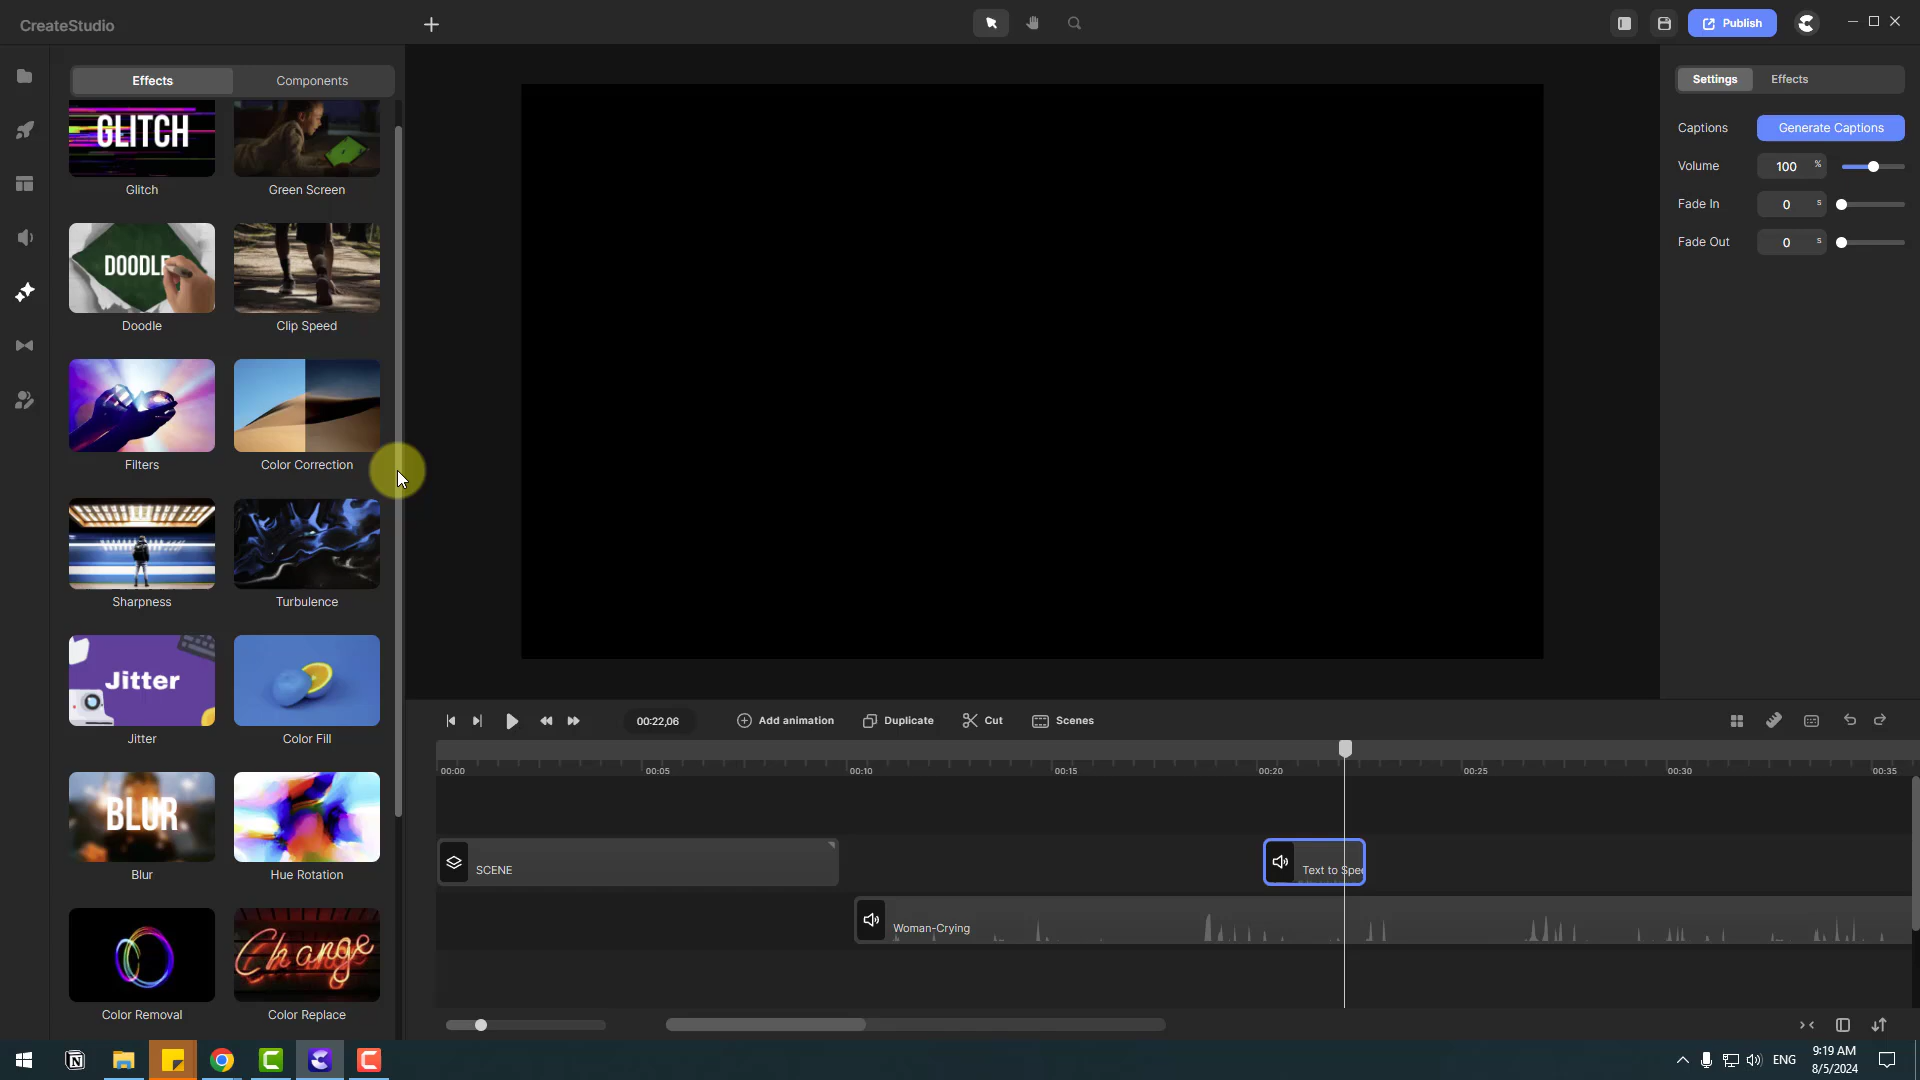 CreateStudio
Publish
Effects
Components
Settings
Effects
GLITCH
Glitch
Green Screen
Captions
Generate Captions
Volume
100 %
Fade In
0 s
Fade Out
0 s
DOODLE
Doodle
Clip Speed
Filters
Color Correction
Sharpness
Turbulence
Jitter
Jitter
Color Fill
BLUR
Blur
Hue Rotation
Change
Color Removal
Color Replace
00:22,06
Add animation
Duplicate
Cut
Scenes
00:00
00:05
00:10
00:15
00:20
00:25
00:30
00:35
SCENE
Text to Spee
Woman-Crying
ENG
9:19 AM
8/5/2024